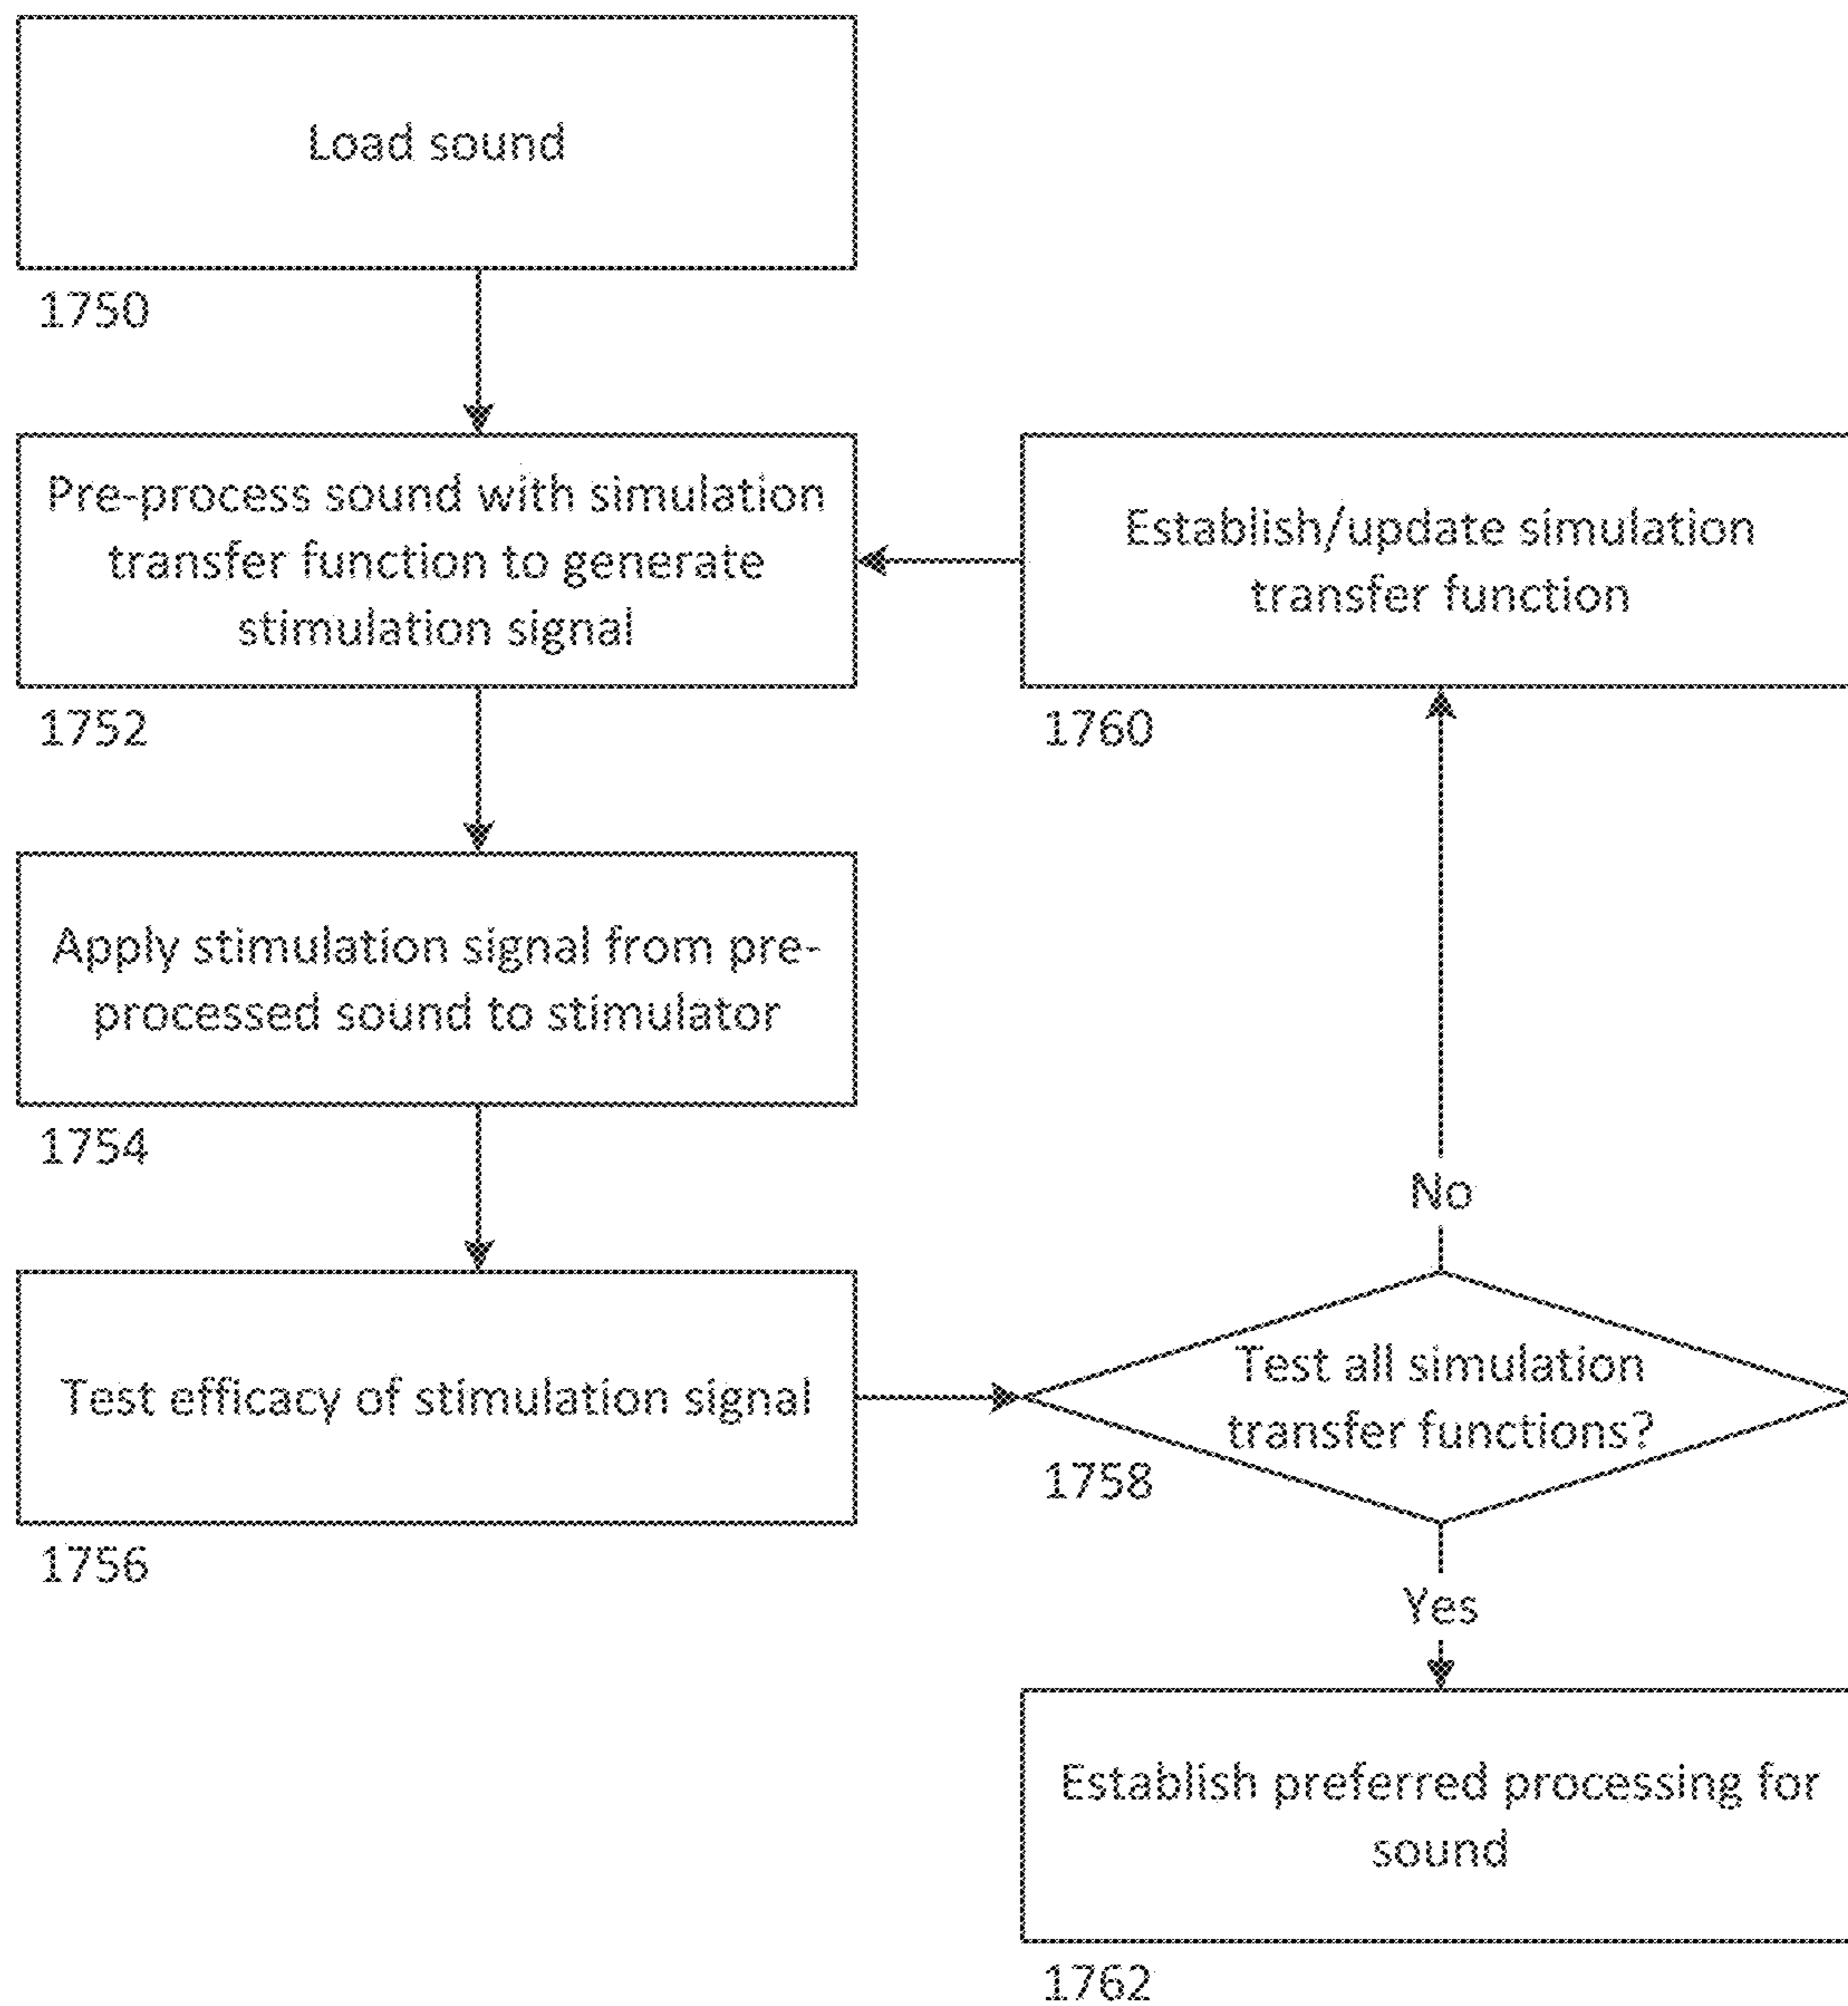 Load sound
1750
Pre-process sound with simulation
transfer function to generate
stimulation signal
1752
Establish/update simulation
transfer function
1760
Apply stimulation signal from pre-
processed sound to stimulator
1754
No
Test efficacy of stimulation signal
1756
Test all simulation
transfer functions?
1758
Yes
Establish preferred processing for
sound
1762